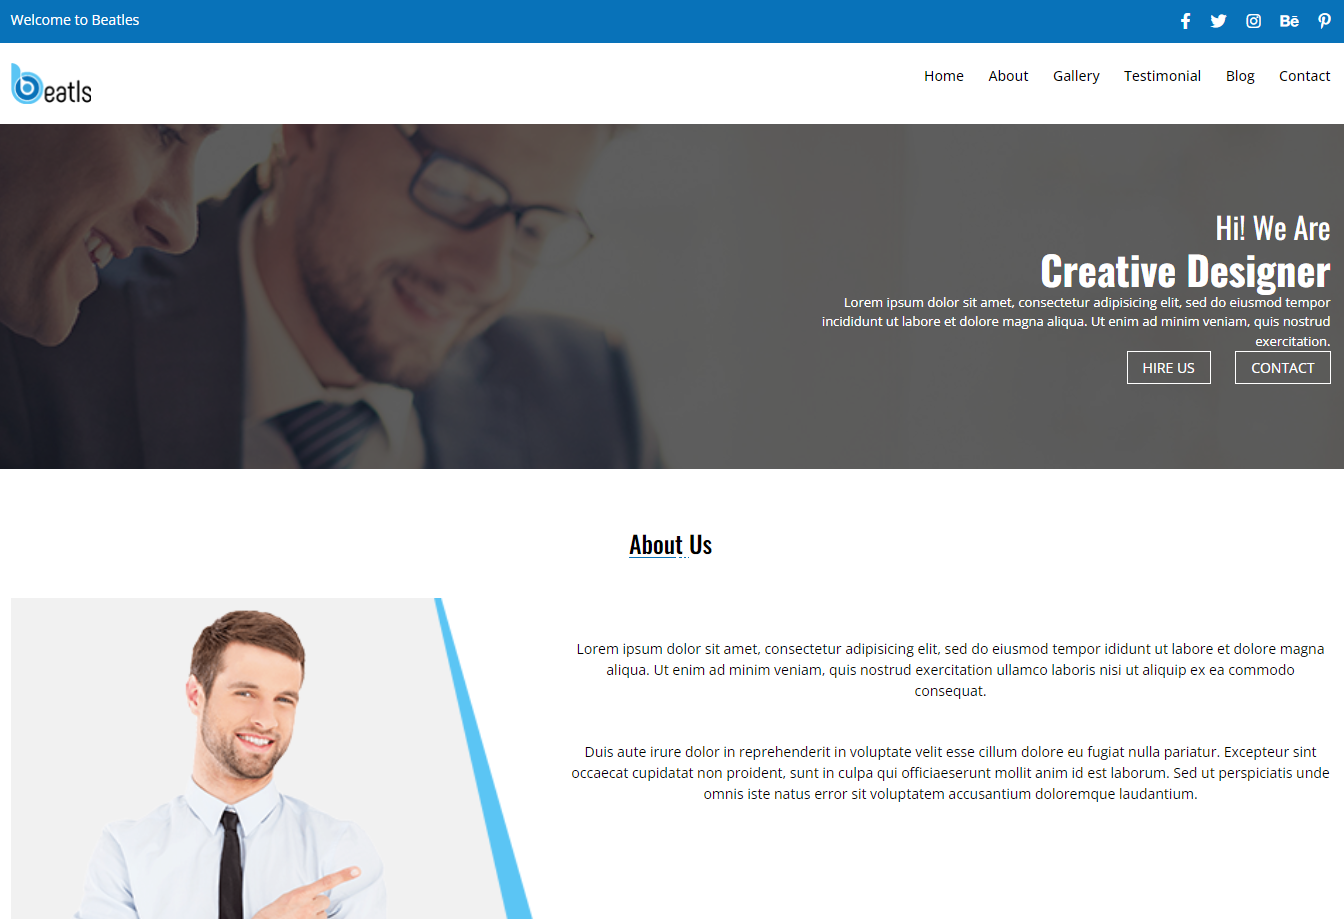 Welcome to Beatles
beatls
Home About Gallery Testimonial Blog Contact
Hi! We Are
Creative Designer
Lorem ipsum dolor sit amet, consectetur adipisicing elit, sed do eiusmod tempor
incididunt ut labore et dolore magna aliqua. Ut enim ad minim veniam, quis nostrud
exercitation.
HIRE US CONTACT
About Us
Lorem ipsum dolor sit amet, consectetur adipisicing elit, sed do eiusmod tempor ididunt ut labore et dolore magna
aliqua. Ut enim ad minim veniam, quis nostrud exercitation ullamco laboris nisi ut aliquip ex ea commodo
consequat.
Duis aute irure dolor in reprehenderit in voluptate velit esse cillum dolore eu fugiat nulla pariatur. Excepteur sint
occaecat cupidatat non proident, sunt in culpa qui officiaeserunt mollit anim id est laborum. Sed ut perspiciatis unde
omnis iste natus error sit voluptatem accusantium doloremque laudantium.